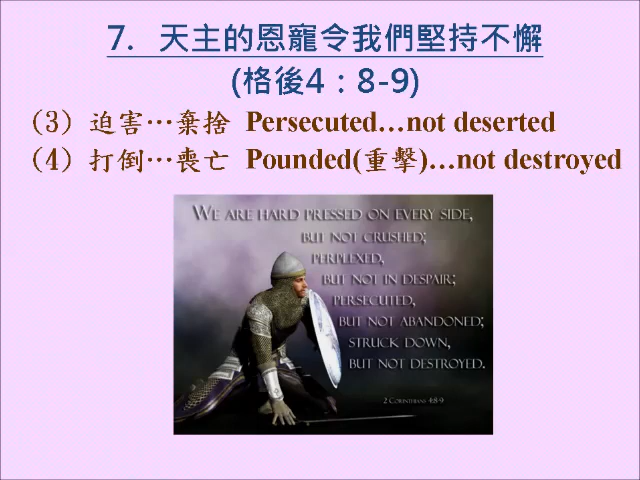 7. 天主的恩寵令我們堅持不懈
(格後4：8-9)
（3）迫害…棄捨 Persecuted…not deserted
（4）打倒…喪亡 Pounded(重擊)…not destroyed
WE ARE HARD PRESSED ON EVERY SIDE,
BUT NOT CRUSHED;
PERPLEXED,
BUT NOT IN DESPAIR;
PERSECUTED,
BUT NOT ABANDONED;
STRUCK DOWN,
BUT NOT DESTROYED.
2 CORINTHIANS 4:8-9